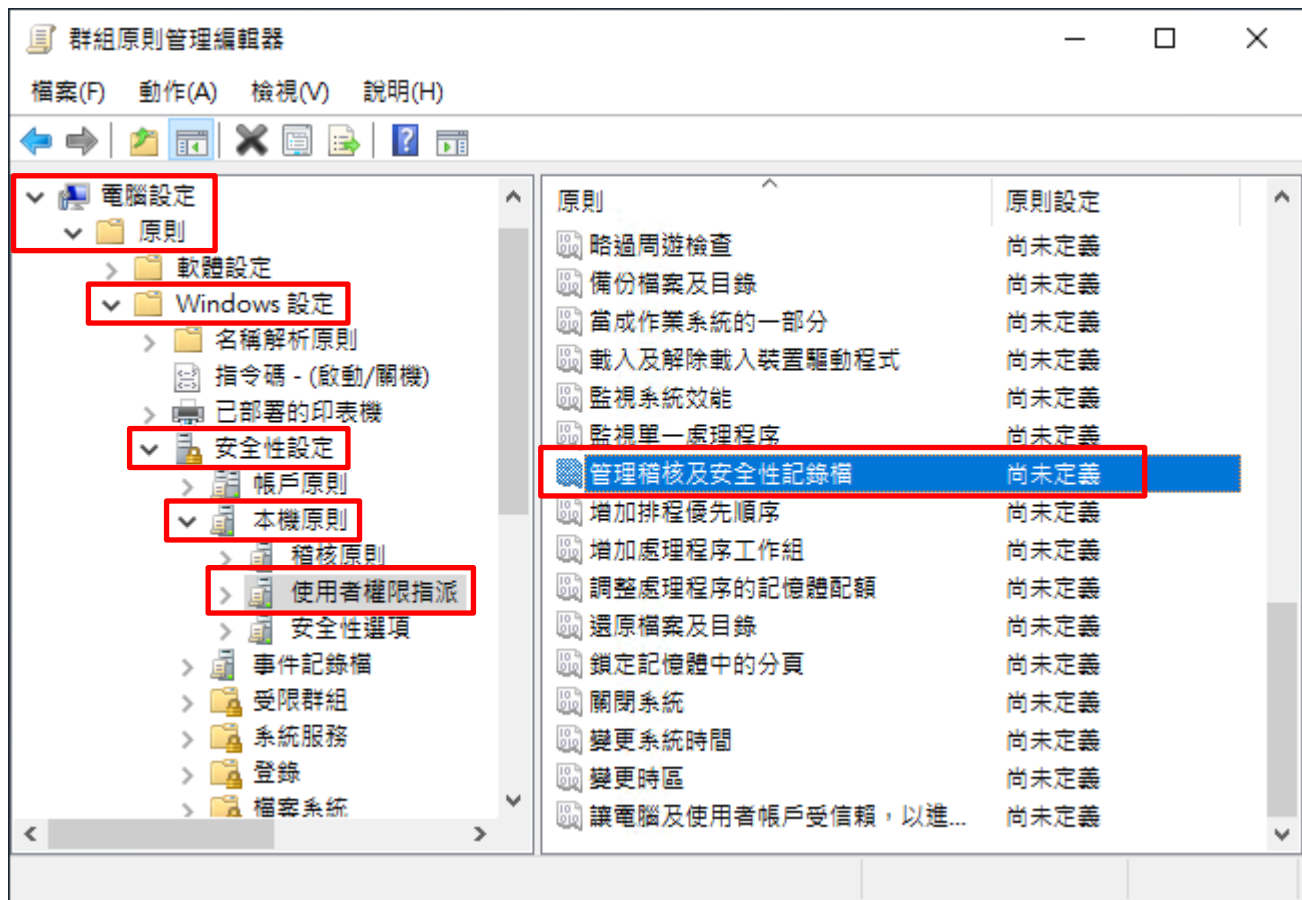 群組原則管理編輯器
檔案(F) 動作(A) 檢視(V) 說明(H)
電腦設定
原則
軟體設定
Windows 設定
名稱解析原則
指令碼 - (啟動/關機)
已部署的印表機
安全性設定
帳戶原則
本機原則
稽核原則
使用者權限指派
安全性選項
事件記錄檔
受限群組
系統服務
登錄
檔案系統
原則 原則設定
略過周遊檢查 尚未定義
備份檔案及目錄 尚未定義
當成作業系統的一部分 尚未定義
載入及解除載入裝置驅動程式 尚未定義
監視系統效能 尚未定義
監視單一處理程序 尚未定義
管理稽核及安全性記錄檔 尚未定義
增加排程優先順序 尚未定義
增加處理程序工作組 尚未定義
調整處理程序的記憶體配額 尚未定義
還原檔案及目錄 尚未定義
鎖定記憶體中的分頁 尚未定義
關閉系統 尚未定義
變更系統時間 尚未定義
變更時區 尚未定義
讓電腦及使用者帳戶受信賴，以進... 尚未定義